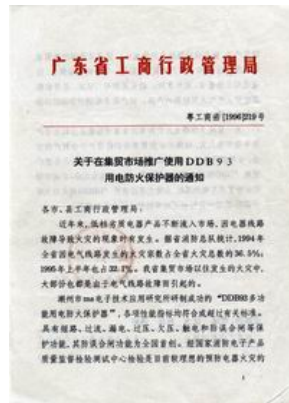 广东省工商行政管理局
粤工商函[1996]219号
关于在集贸市场推广使用DDB93
用电防火保护器的通知
各市、县工商行政管理局：
近年来，低档劣质电器产品不断流入市场，因电器线路
故障导致火灾的现象时有发生。据省消防总队统计，1994年
全省因电气线路发生的火灾宗数占全省火灾总数的36.5%；
1995年上半年也占32.1%。我省集贸市场以往发生的火灾中，
大部份也都是由于电气线路故障而引起的。
潮州市ms电子技术应用研究所研制成功的“DDB93多功
能用电防火保护器”，各项性能指标均符合或超过有关标准。
具有短路、过流、漏电、过压、欠压、触电和防误合闸等保
护功能，其防误合闸功能为全国首创。经国家消防电子产品
质量监督检验测试中心检验是目前较理想的预防电器火灾的
1